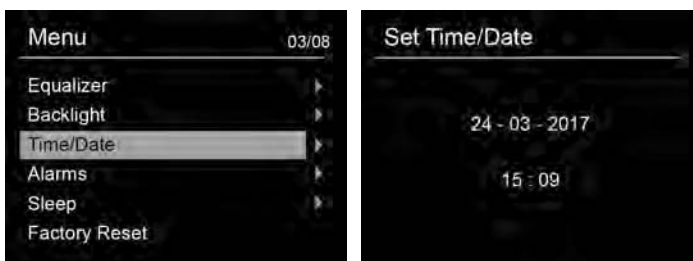 Menu 03/08
Equalizer
Backlight
Time/Date
Alarms
Sleep
Factory Reset
Set Time/Date
24 - 03 - 2017
15 : 09